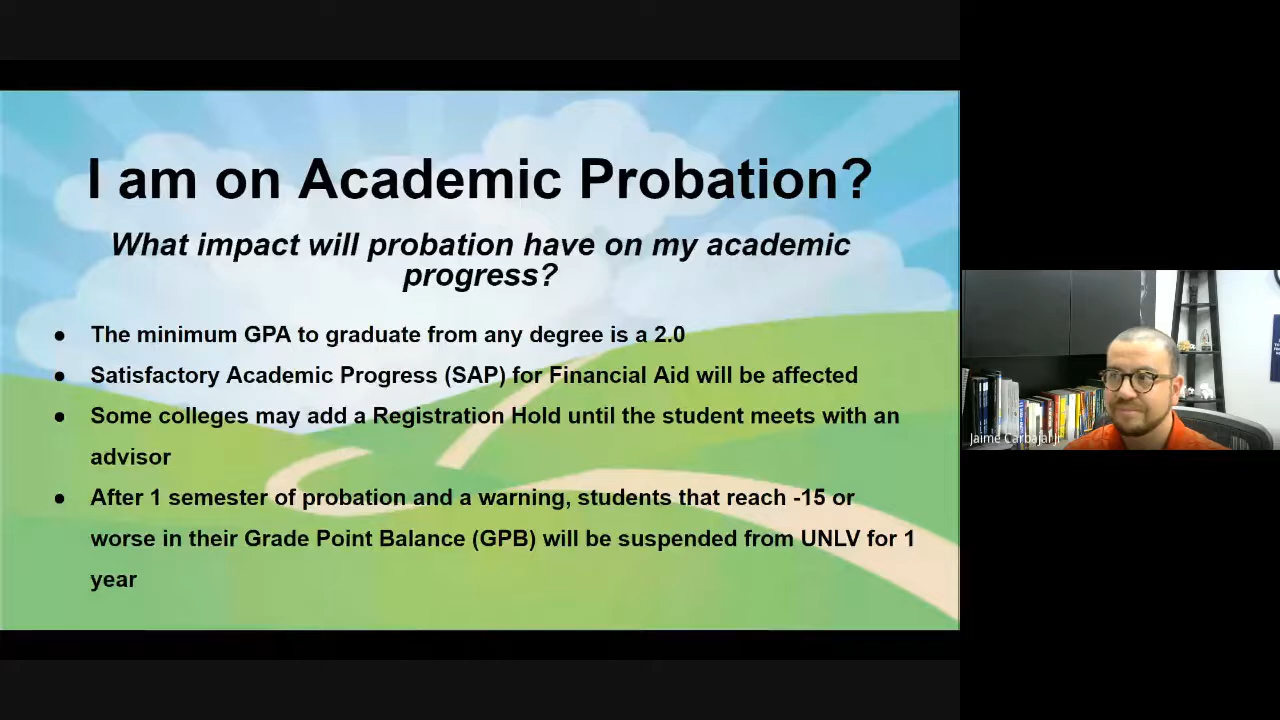 I am on Academic Probation?
What impact will probation have on my academic
progress?
● The minimum GPA to graduate from any degree is a 2.0
● Satisfactory Academic Progress (SAP) for Financial Aid will be affected
● Some colleges may add a Registration Hold until the student meets with an
advisor
● After 1 semester of probation and a warning, students that reach -15 or
worse in their Grade Point Balance (GPB) will be suspended from UNLV for 1
year
Jaime Carbajal Jr